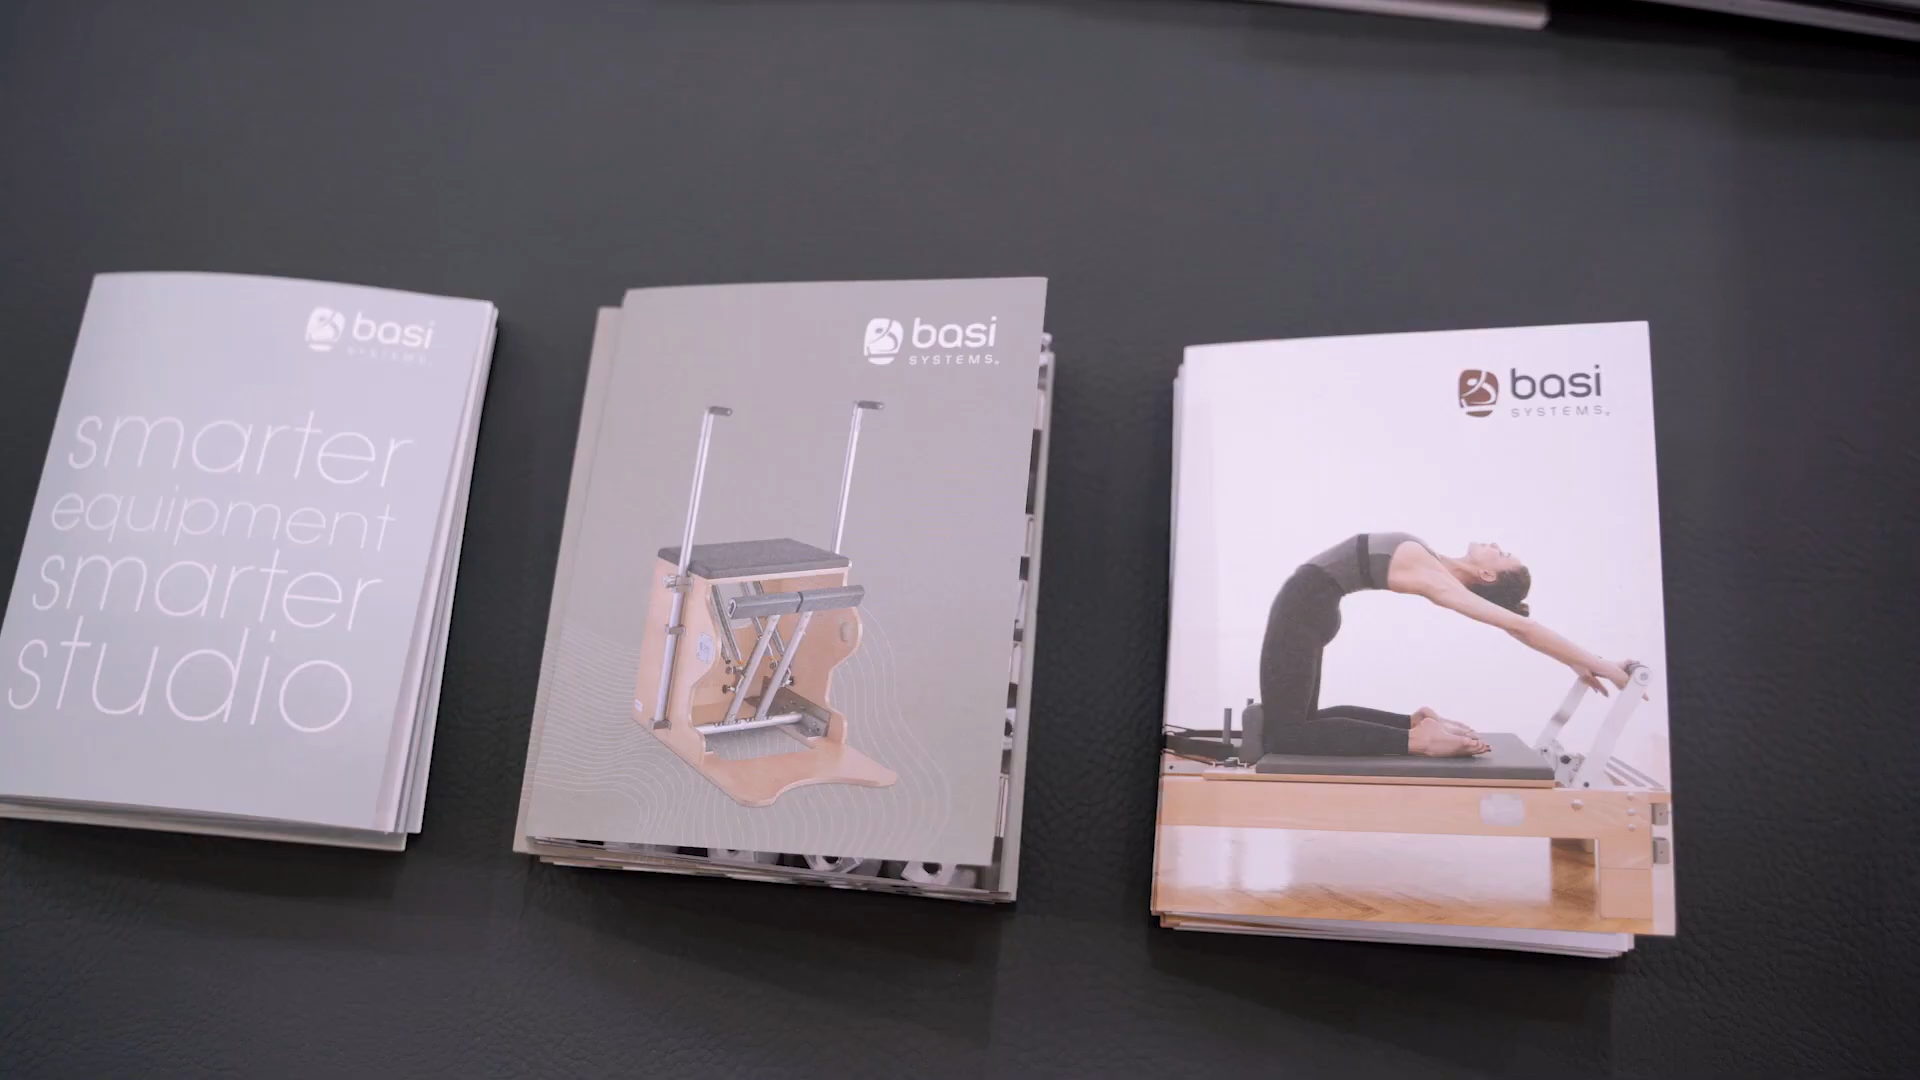 basi
SYSTEMS
smarter
equipment
smarter
studio
basi
SYSTEMS
basi
SYSTEMS